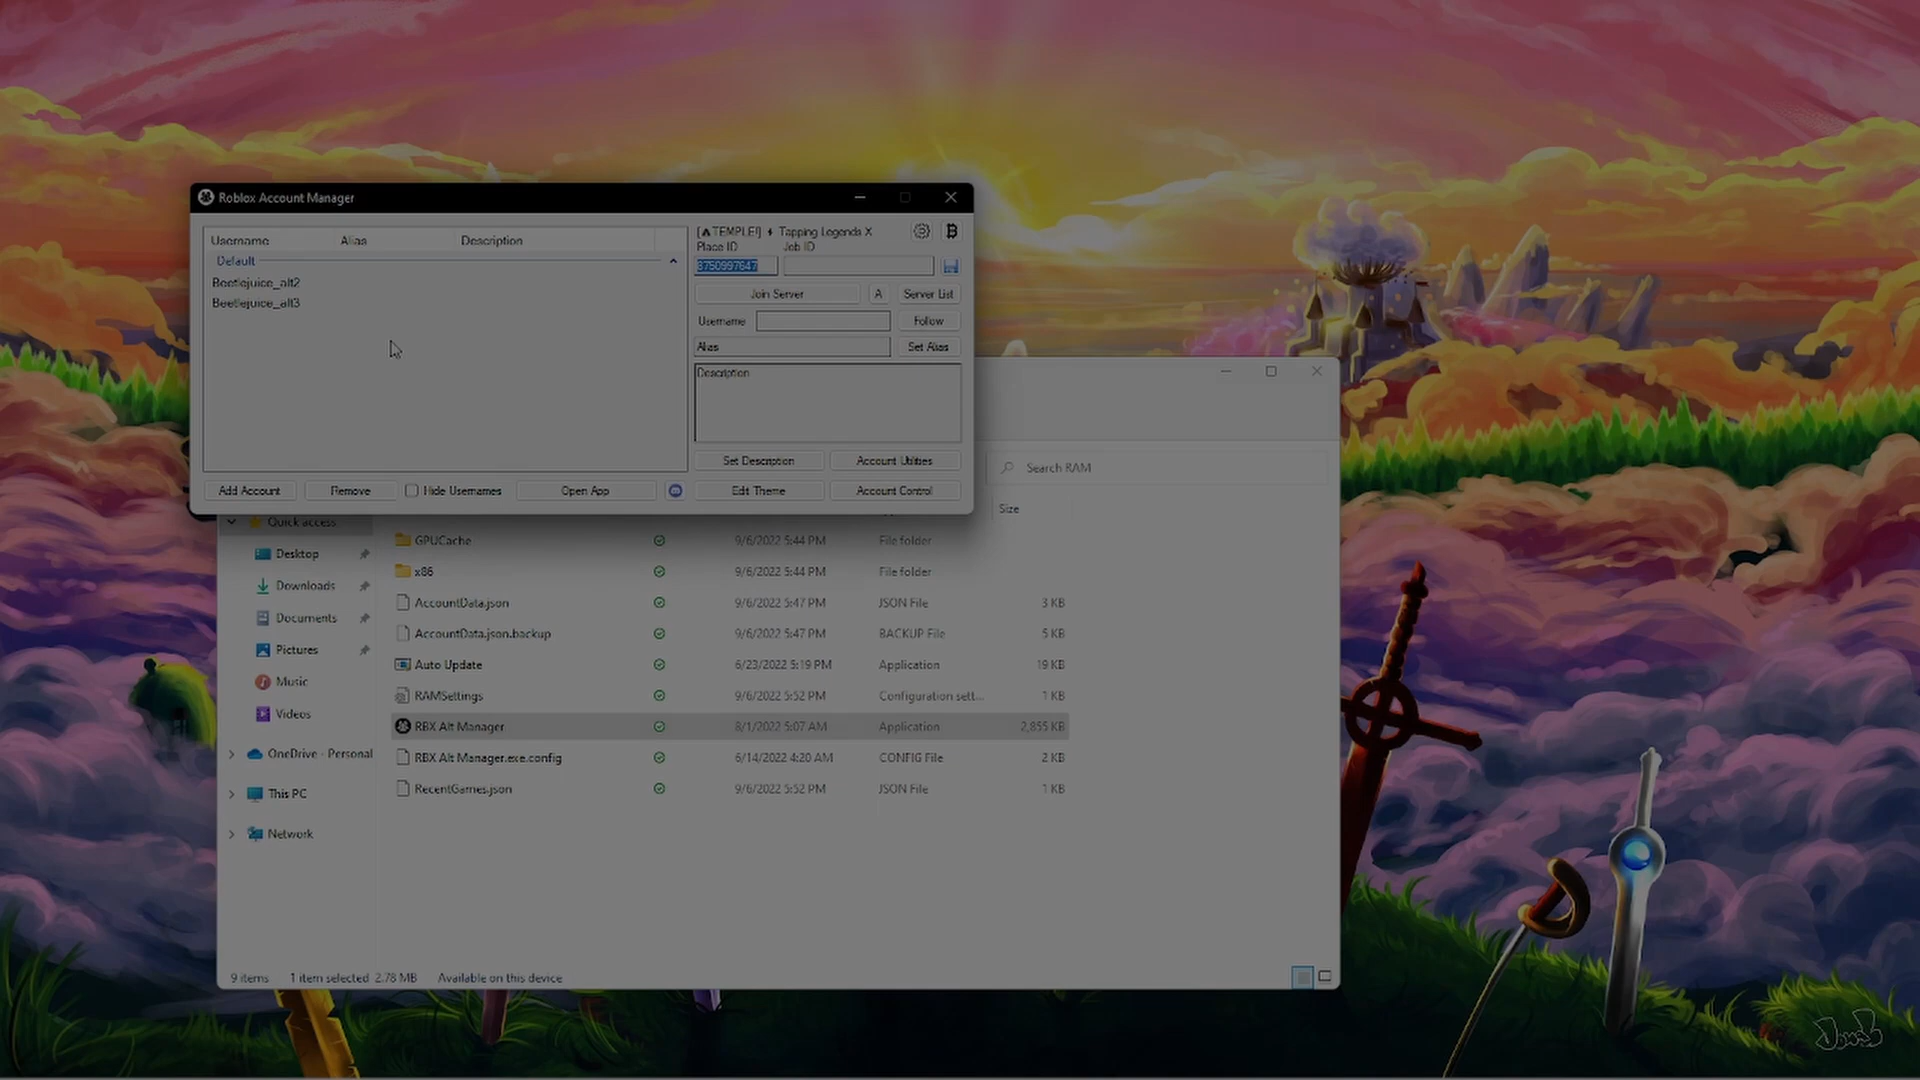 Roblox Account Manager
Username Alias Description
Default
Beetlejuice_alt2
Beetlejuice_alt3
[🔥TEMPLE!] ⚡ Tapping Legends X
Place ID Job ID
8750997647
Join Server A Server List
Username Follow
Alias Set Alias
Description
Set Description Account Utilities
Add Account Remove Hide Usernames Open App Edit Theme Account Control
Search RAM
Size
Quick access
Desktop
Downloads
Documents
Pictures
Music
Videos
OneDrive - Personal
This PC
Network
GPUCache 9/6/2022 5:44 PM File folder
x86 9/6/2022 5:44 PM File folder
AccountData.json 9/6/2022 5:47 PM JSON File 3 KB
AccountData.json.backup 9/6/2022 5:47 PM BACKUP File 5 KB
Auto Update 6/23/2022 5:19 PM Application 19 KB
RAMSettings 9/6/2022 5:52 PM Configuration sett... 1 KB
RBX Alt Manager 8/1/2022 5:07 AM Application 2,855 KB
RBX Alt Manager.exe.config 6/14/2022 4:20 AM CONFIG File 2 KB
RecentGames.json 9/6/2022 5:52 PM JSON File 1 KB
9 items 1 item selected 2.78 MB Available on this device